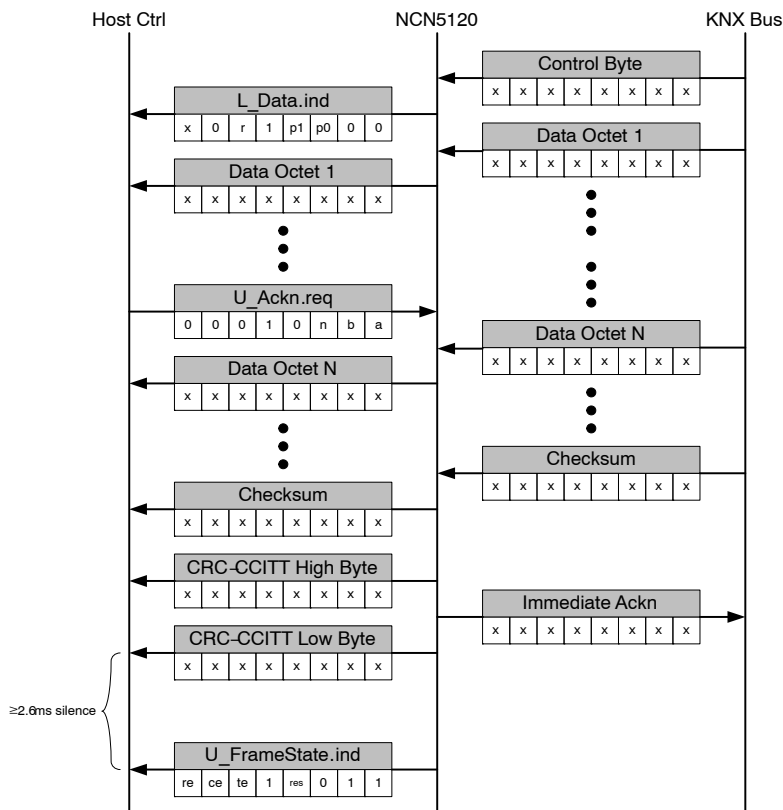 Host Ctrl NCN5120 KNX Bus
Control Byte
x x x x x x x x
L_Data.ind
x 0 r 1 p1 p0 0 0
Data Octet 1
x x x x x x x x
Data Octet 1
x x x x x x x x
U_Ackn.req
0 0 0 1 0 n b a
Data Octet N
x x x x x x x x
Data Octet N
x x x x x x x x
Checksum
x x x x x x x x
Checksum
x x x x x x x x
CRC-CCITT High Byte
x x x x x x x x
Immediate Ackn
x x x x x x x x
CRC-CCITT Low Byte
x x x x x x x x
≥2.6ms silence
U_FrameState.ind
re ce te 1 res 0 1 1